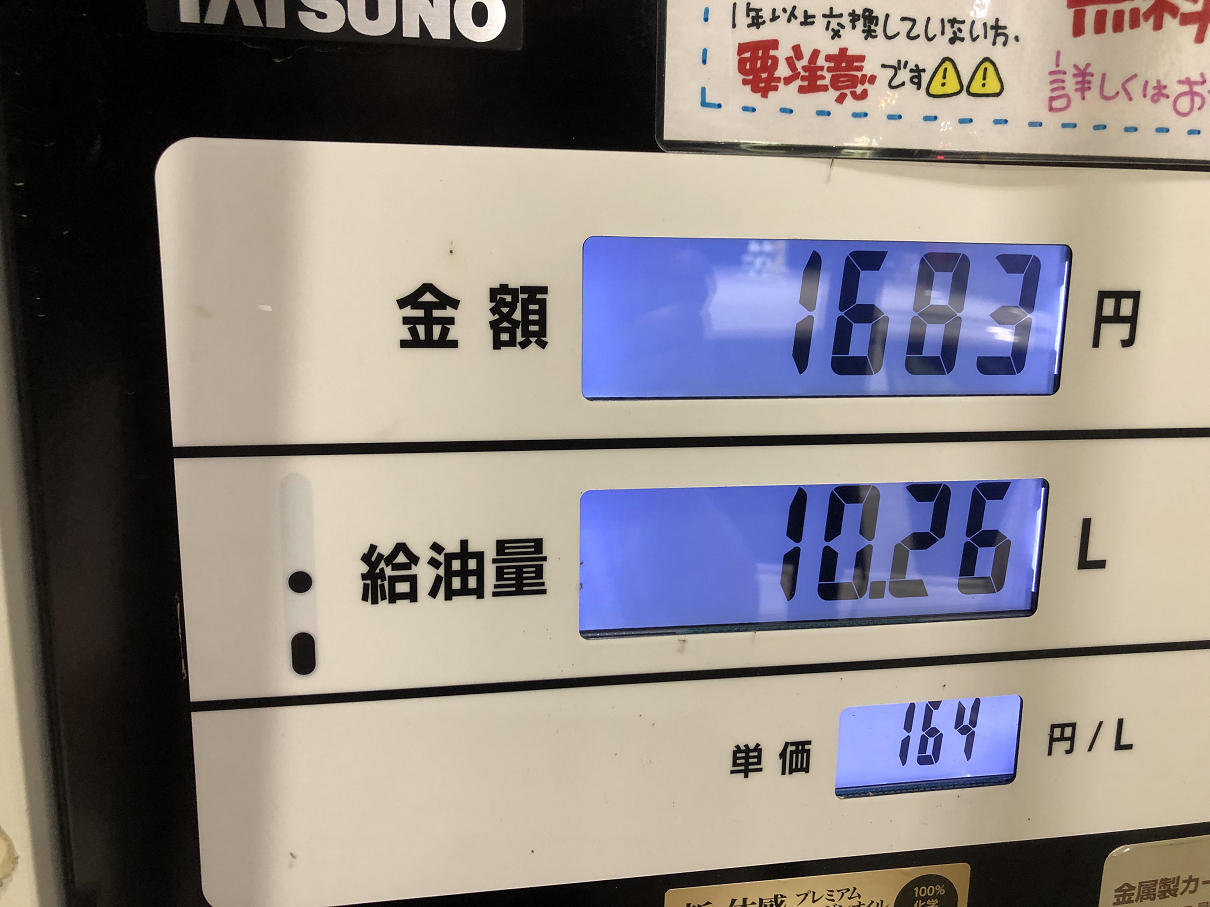 TATSUNO
1年以上交換していない方、
要注意です
無料
詳しくはお
金額 1683 円
給油量 10.26 L
単価 164 円/L
プレミアム
100%
金属製カー